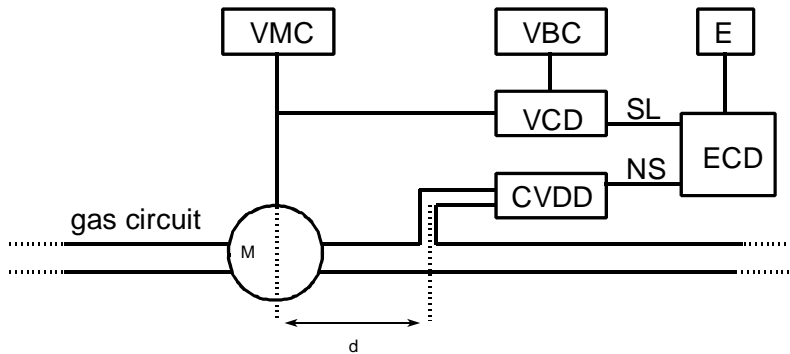 VMC
VBC
E
VCD
SL
ECD
NS
CVDD
gas circuit
M
d